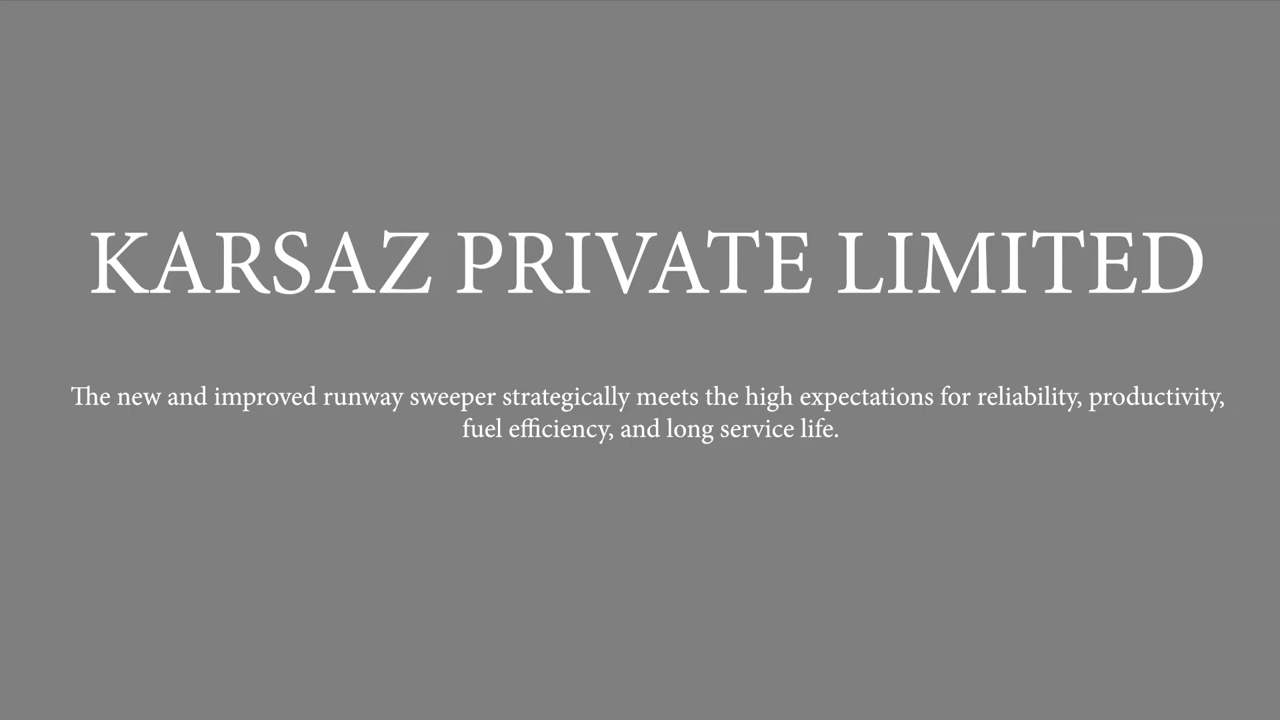 KARSAZ PRIVATE LIMITED
The new and improved runway sweeper strategically meets the high expectations for reliability, productivity,
fuel efficiency, and long service life.